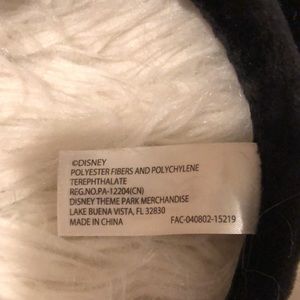 ©DISNEY
POLYESTER FIBERS AND POLYCHYLENE
TEREPHTHALATE
REG.NO.PA-12204(CN)
DISNEY THEME PARK MERCHANDISE
LAKE BUENA VISTA, FL 32830
MADE IN CHINA FAC-040802-15219